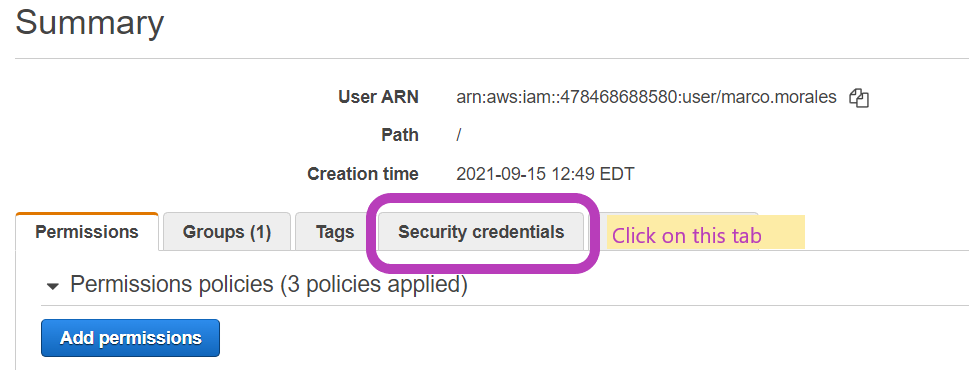 Summary
User ARN arn:aws:iam::478468688580:user/marco.morales
Path /
Creation time 2021-09-15 12:49 EDT
Permissions Groups (1) Tags Security credentials Click on this tab
Permissions policies (3 policies applied)
Add permissions